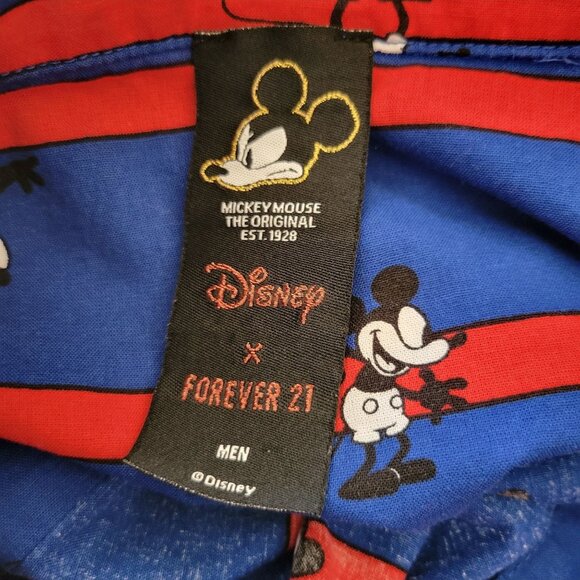 MICKEY MOUSE
THE ORIGINAL
EST. 1928
Disney
X
FOREVER 21
MEN
©Disney